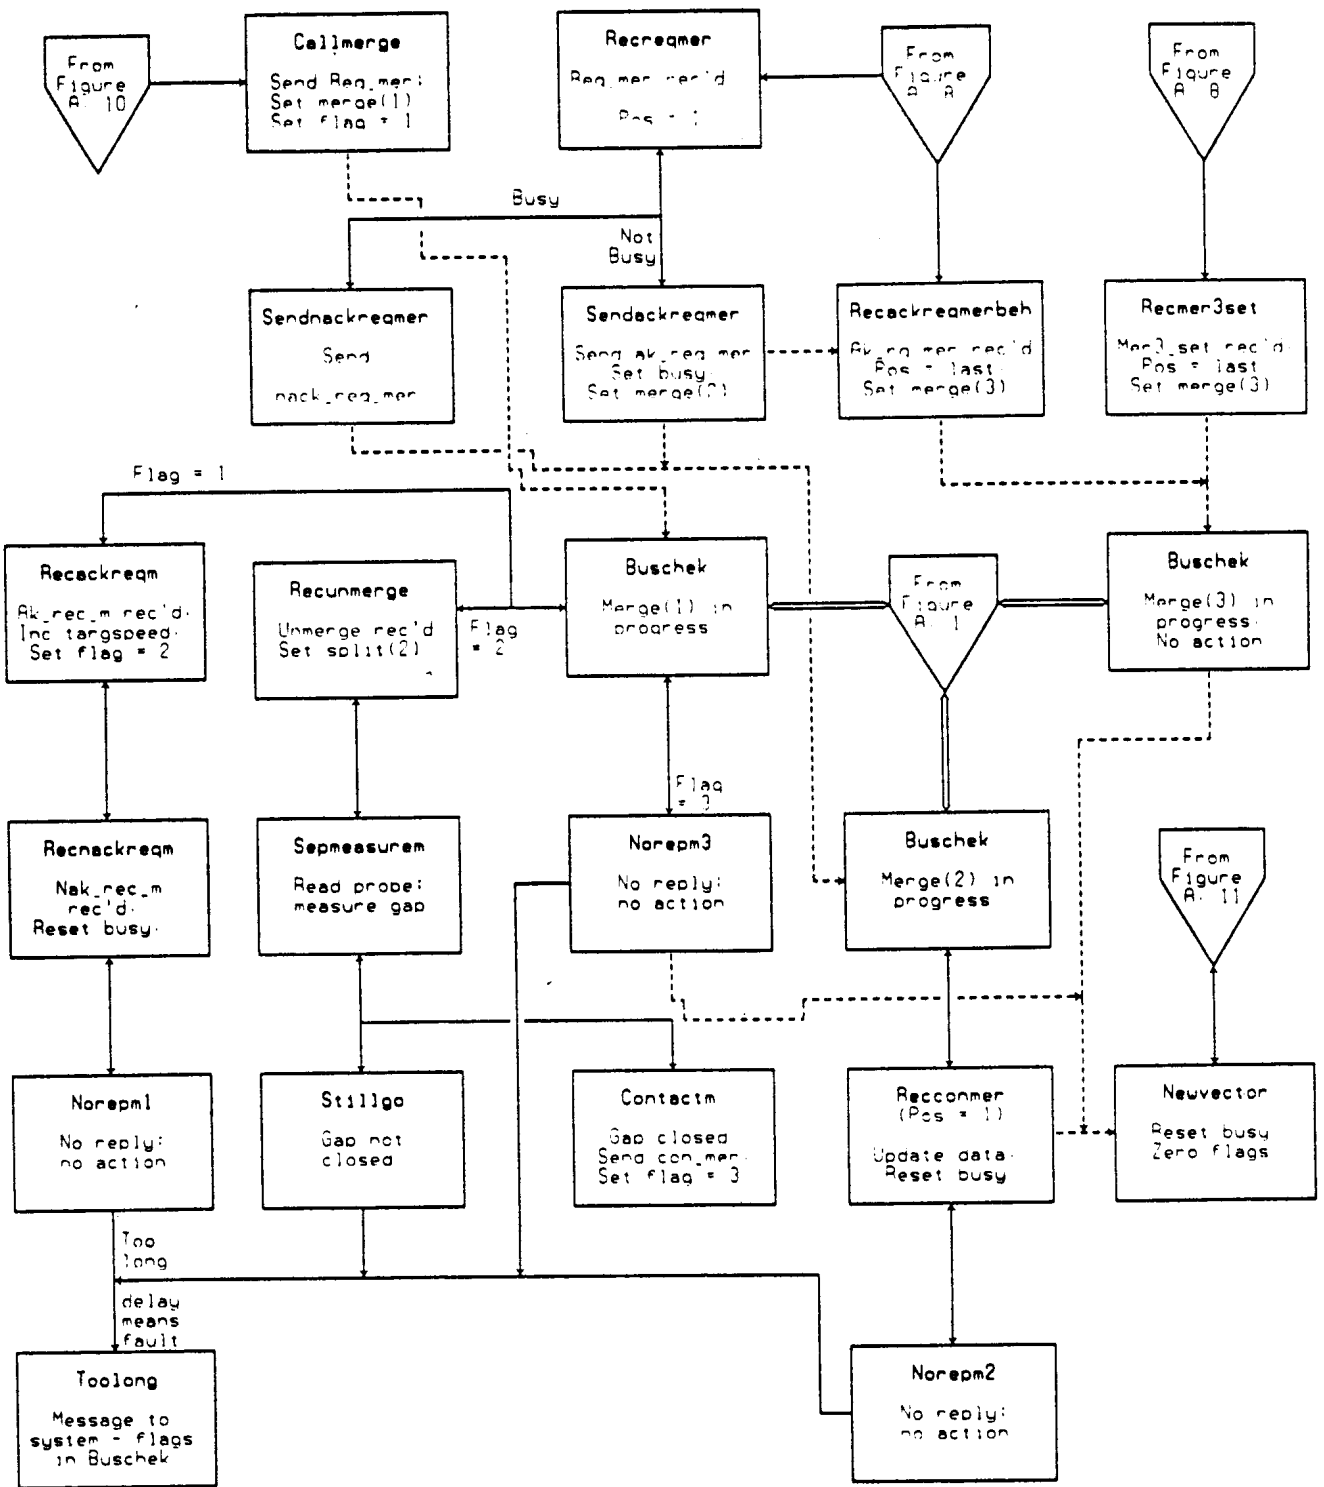 From
Figure
A. 10
Callmerge
Send Req_mer:
Set merge(1)
Set flag = 1
Recreqmer
Req_mer rec'd
Pos = 1
From
Figure
From
Figure
A. 8
Busy
Not
Busy
Sendnackreqmer
Send
nack_req_mer
Sendackreqmer
Send ak_req_mer
Set busy.
Set merge(2)
Recackreqmerbeh
Ak_rq_mer rec'd
Pos = last.
Set merge(3)
Recmer3set
Mer3_set rec'd.
Pos = last
Set merge(3)
Flag = 1
Recackreqm
Ak_rec_m rec'd.
Inc targspeed.
Set flag = 2
Recunmerge
Unmerge rec'd
Set split(2)
Flag
= 2
Buschek
Merge(1) in
progress
From
Figure
A. 1
Buschek
Merge(3) in
progress.
No action
Flag
= 3
Recnackreqm
Nak_rec_m
rec'd.
Reset busy.
Sepmeasurem
Read probe:
measure gap
Norepm3
No reply:
no action
Buschek
Merge(2) in
progress
From
Figure
A. 11
Norepm1
No reply:
no action
Stillgo
Gap not
closed
Contactm
Gap closed
Send con_mer.
Set flag = 3
Recconmer
(Pos = 1)
Update data.
Reset busy
Newvector
Reset busy
Zero flags
Too
long
delay
means
fault
Toolong
Message to
system - flags
in Buschek
Norepm2
No reply:
no action